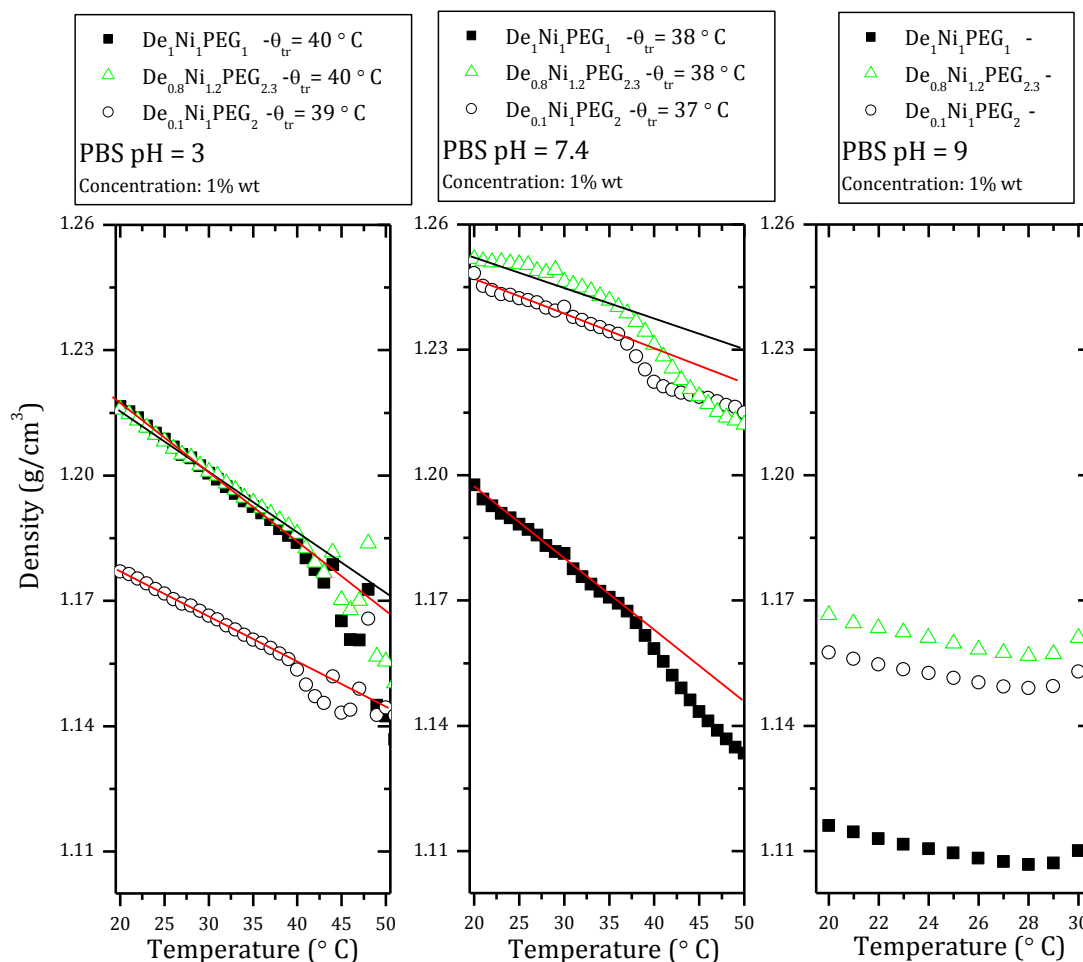 De₁Ni₁PEG₁ -θtr= 40 ° C
De₀.₈Ni₁.₂PEG₂.₃ -θtr= 40 ° C
De₀.₁Ni₁PEG₂ -θtr= 39 ° C
PBS pH = 3
Concentration: 1% wt
De₁Ni₁PEG₁ -θtr= 38 ° C
De₀.₈Ni₁.₂PEG₂.₃ -θtr= 38 ° C
De₀.₁Ni₁PEG₂ -θtr= 37 ° C
PBS pH = 7.4
Concentration: 1% wt
De₁Ni₁PEG₁ -
De₀.₈Ni₁.₂PEG₂.₃-
De₀.₁Ni₁PEG₂ -
PBS pH = 9
Concentration: 1% wt
Density (g/cm³)
1.26
1.23
1.20
1.17
1.14
1.11
20 25 30 35 40 45 50
Temperature (° C)
1.26
1.23
1.20
1.17
1.14
1.11
20 25 30 35 40 45 50
Temperature (° C)
1.26
1.23
1.20
1.17
1.14
1.11
20 22 24 26 28 30
Temperature (° C)